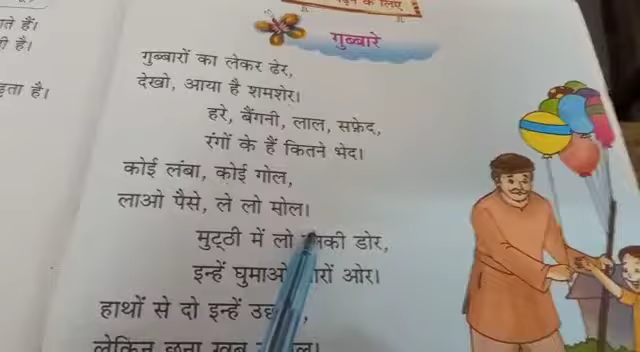 के लिए
गुब्बारे
गुब्बारों का लेकर ढेर,
देखो, आया है शमशेर।
हरे, बैंगनी, लाल, सफ़ेद,
रंगों के हैं कितने भेद।
कोई लंबा, कोई गोल,
लाओ पैसे, ले लो मोल।
मुट्ठी में लो डोर,
इन्हें घुमाओ ओर।
हाथों से दो इन्हें
लेकिन छूना खूब
हैं।
है।
है।